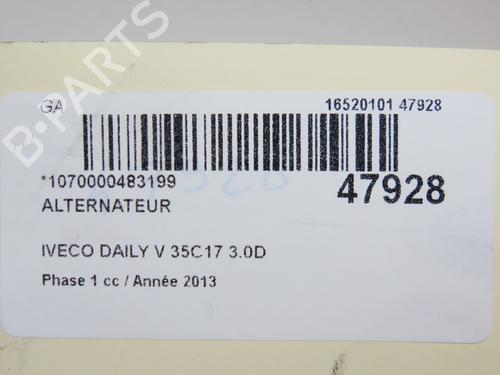 GA 16520101 47928
*1070000483199
47928
ALTERNATEUR
IVECO DAILY V 35C17 3.0D
Phase 1 cc / Année 2013
B-PARTS